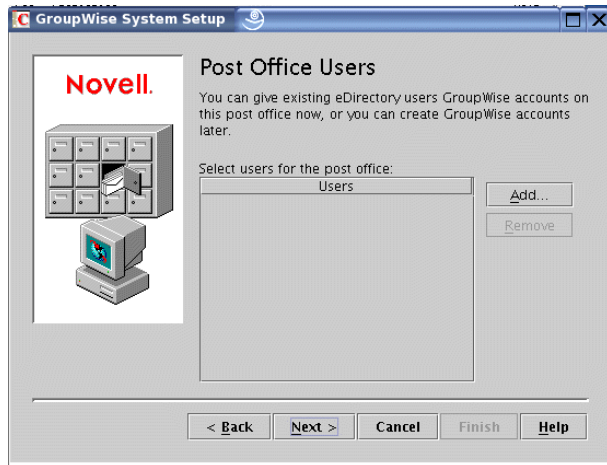 GroupWise System Setup
Novell.
Post Office Users
You can give existing eDirectory users GroupWise accounts on
this post office now, or you can create GroupWise accounts
later.
Select users for the post office:
Users
Add...
Remove
< Back
Next >
Cancel
Finish
Help